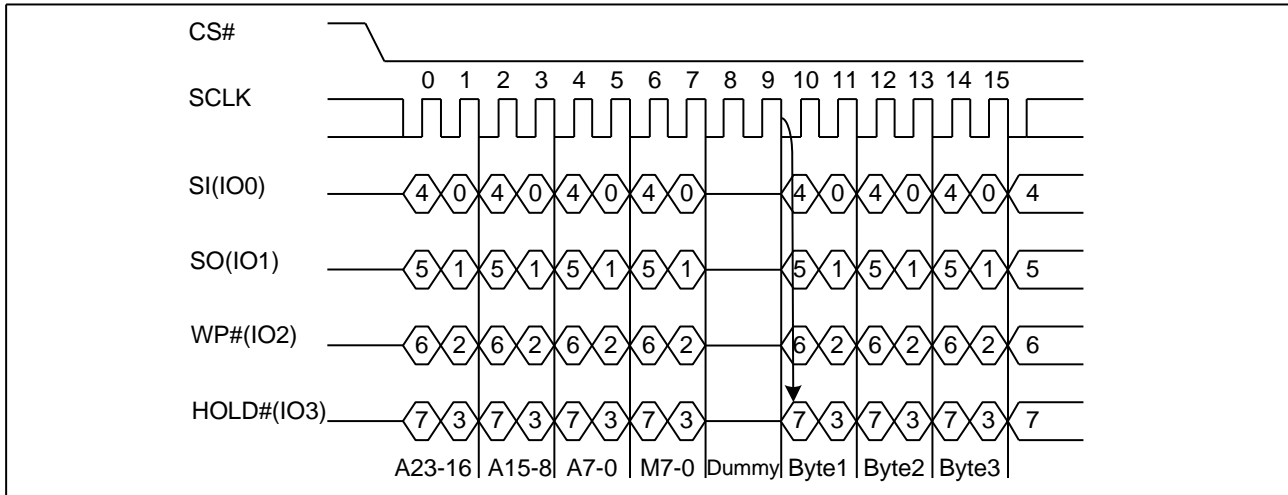 CS#
0 1 2 3 4 5 6 7 8 9 10 11 12 13 14 15
SCLK
SI(IO0) 4 0 4 0 4 0 4 0 4 0 4 0 4 0 4
SO(IO1) 5 1 5 1 5 1 5 1 5 1 5 1 5 1 5
WP#(IO2) 6 2 6 2 6 2 6 2 6 2 6 2 6 2 6
HOLD#(IO3) 7 3 7 3 7 3 7 3 7 3 7 3 7 3 7
A23-16 A15-8 A7-0 M7-0 Dummy Byte1 Byte2 Byte3